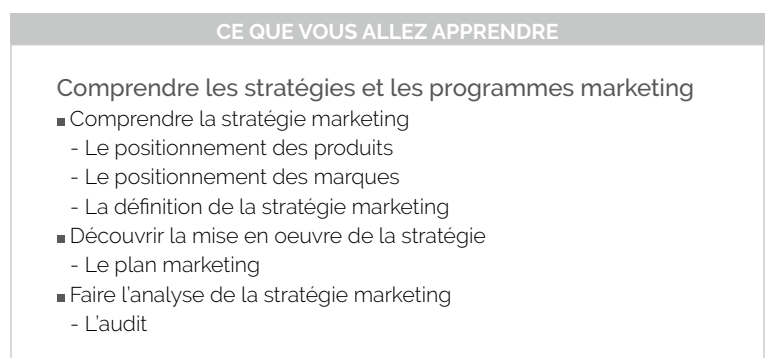 CE QUE VOUS ALLEZ APPRENDRE
Comprendre les stratégies et les programmes marketing
■ Comprendre la stratégie marketing
- Le positionnement des produits
- Le positionnement des marques
- La définition de la stratégie marketing
■ Découvrir la mise en oeuvre de la stratégie
- Le plan marketing
■ Faire l'analyse de la stratégie marketing
- L'audit